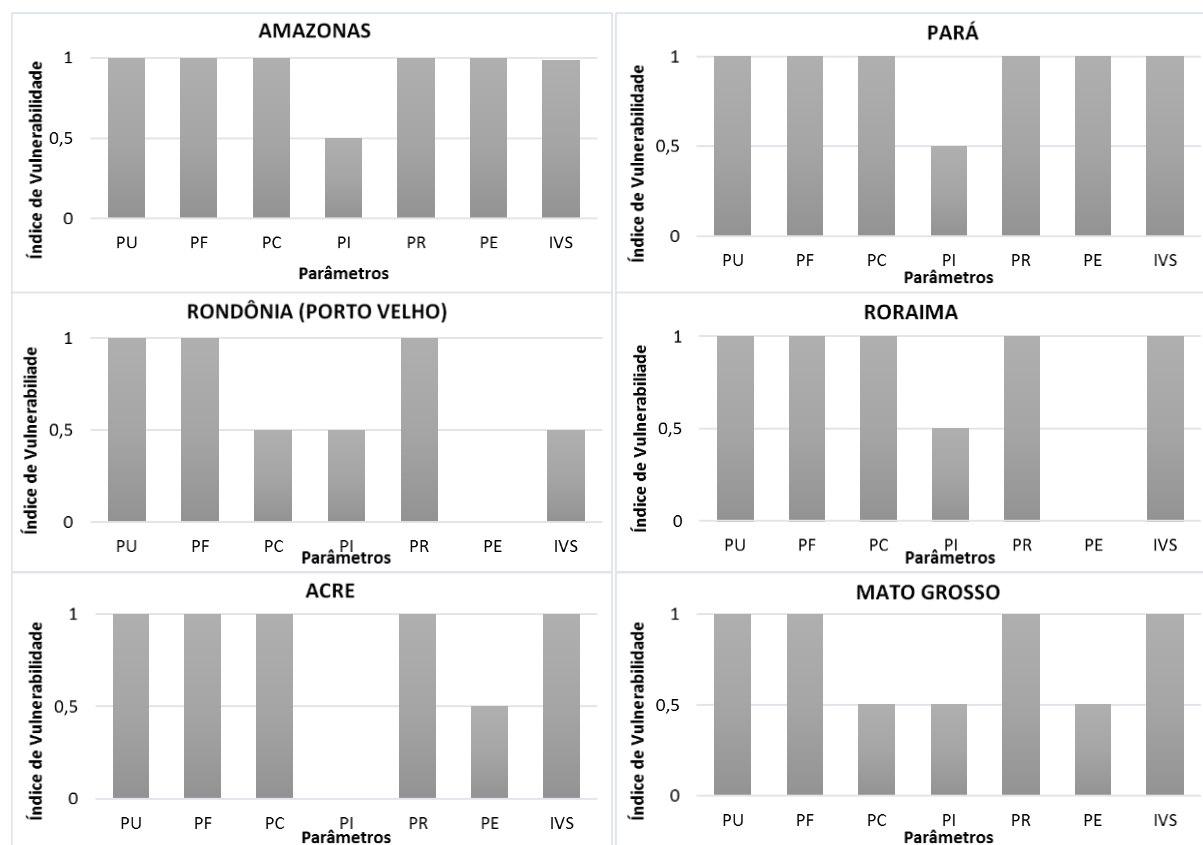 AMAZONAS
Índice de Vulnerabilidade
1
0,5
0
PU PF PC PI PR PE IVS
Parâmetros
PARÁ
Índice de Vulnerabilidade
1
0,5
0
PU PF PC PI PR PE IVS
Parâmetros
RONDÔNIA (PORTO VELHO)
Índice de Vulnerabiliade
1
0,5
0
PU PF PC PI PR PE IVS
Parâmetros
RORAIMA
Índice de Vulnerabiliade
1
0,5
0
PU PF PC PI PR PE IVS
Parâmetros
ACRE
Índice de Vulnerabilidade
1
0,5
0
PU PF PC PI PR PE IVS
Parâmetros
MATO GROSSO
Índice de Vulnerabilidade
1
0,5
0
PU PF PC PI PR PE IVS
Parâmetros